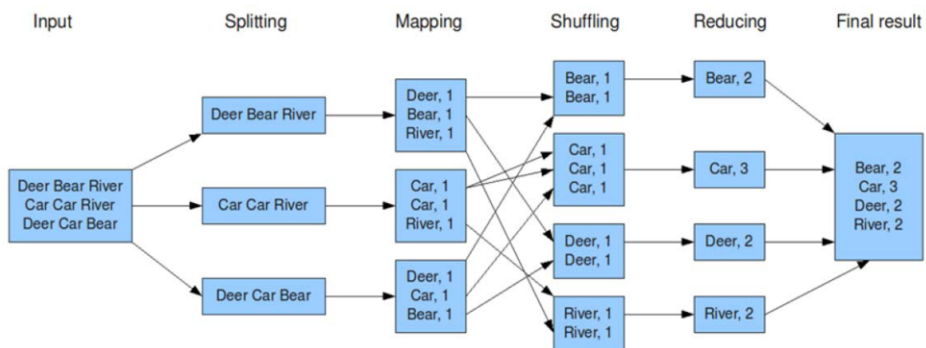 Input
Splitting
Mapping
Shuffling
Reducing
Final result
Deer Bear River
Car Car River
Deer Car Bear
Deer Bear River
Car Car River
Deer Car Bear
Deer, 1
Bear, 1
River, 1
Car, 1
Car, 1
River, 1
Deer, 1
Car, 1
Bear, 1
Bear, 1
Bear, 1
Car, 1
Car, 1
Car, 1
Deer, 1
Deer, 1
River, 1
River, 1
Bear, 2
Car, 3
Deer, 2
River, 2
Bear, 2
Car, 3
Deer, 2
River, 2